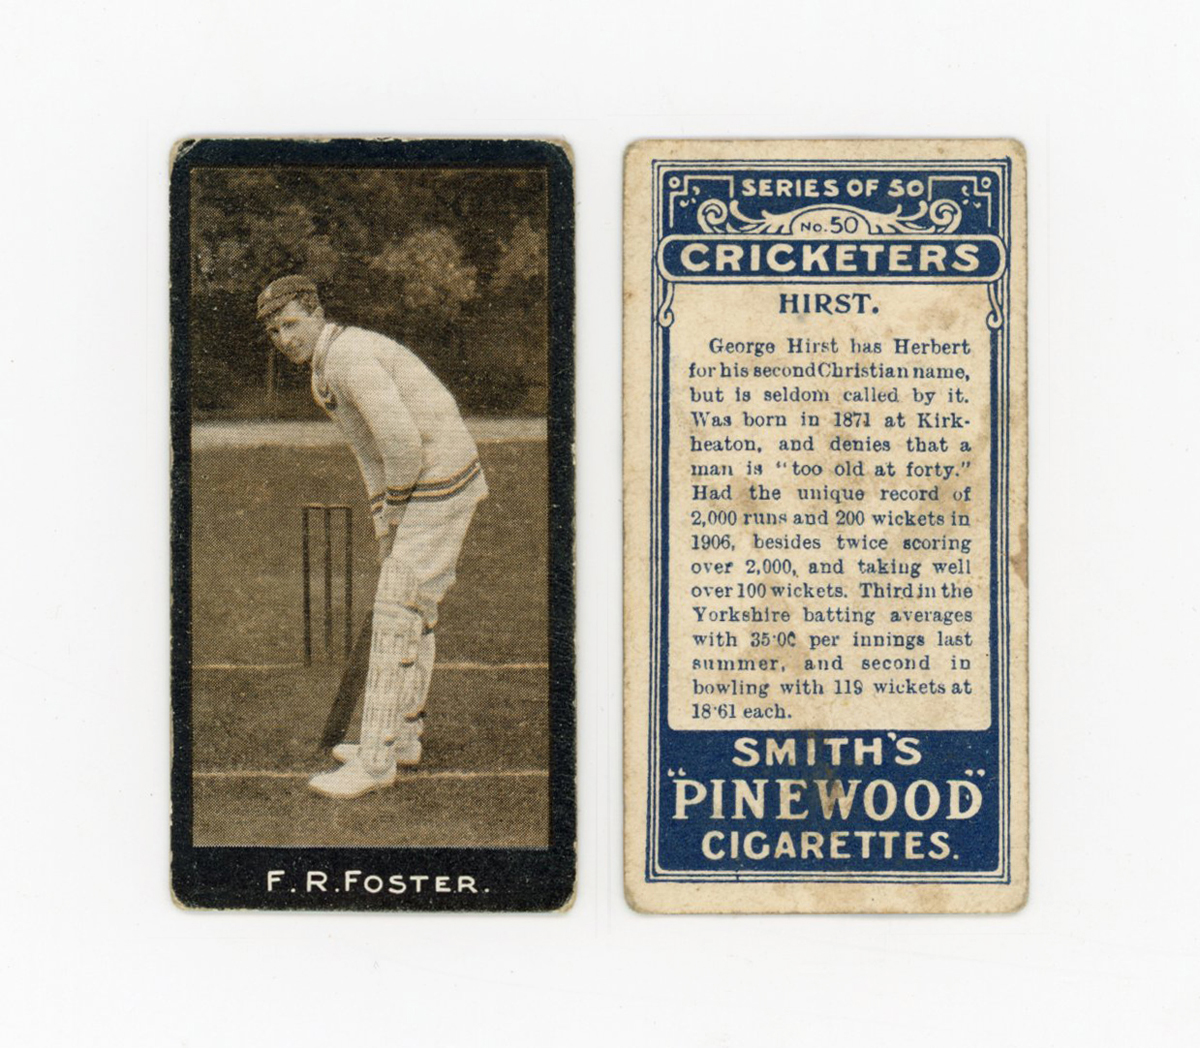 F.R.FOSTER.
SERIES OF 50
No.50
CRICKETERS
HIRST.
George Hirst has Herbert
for his second Christian name,
but is seldom called by it.
Was born in 1871 at Kirk-
heaton, and denies that a
man is "too old at forty."
Had the unique record of
2,000 runs and 200 wickets in
1906, besides twice scoring
over 2,000, and taking well
over 100 wickets. Third in the
Yorkshire batting averages
with 35·00 per innings last
summer, and second in
bowling with 119 wickets at
18·61 each.
SMITH'S
"PINEWOOD"
CIGARETTES.